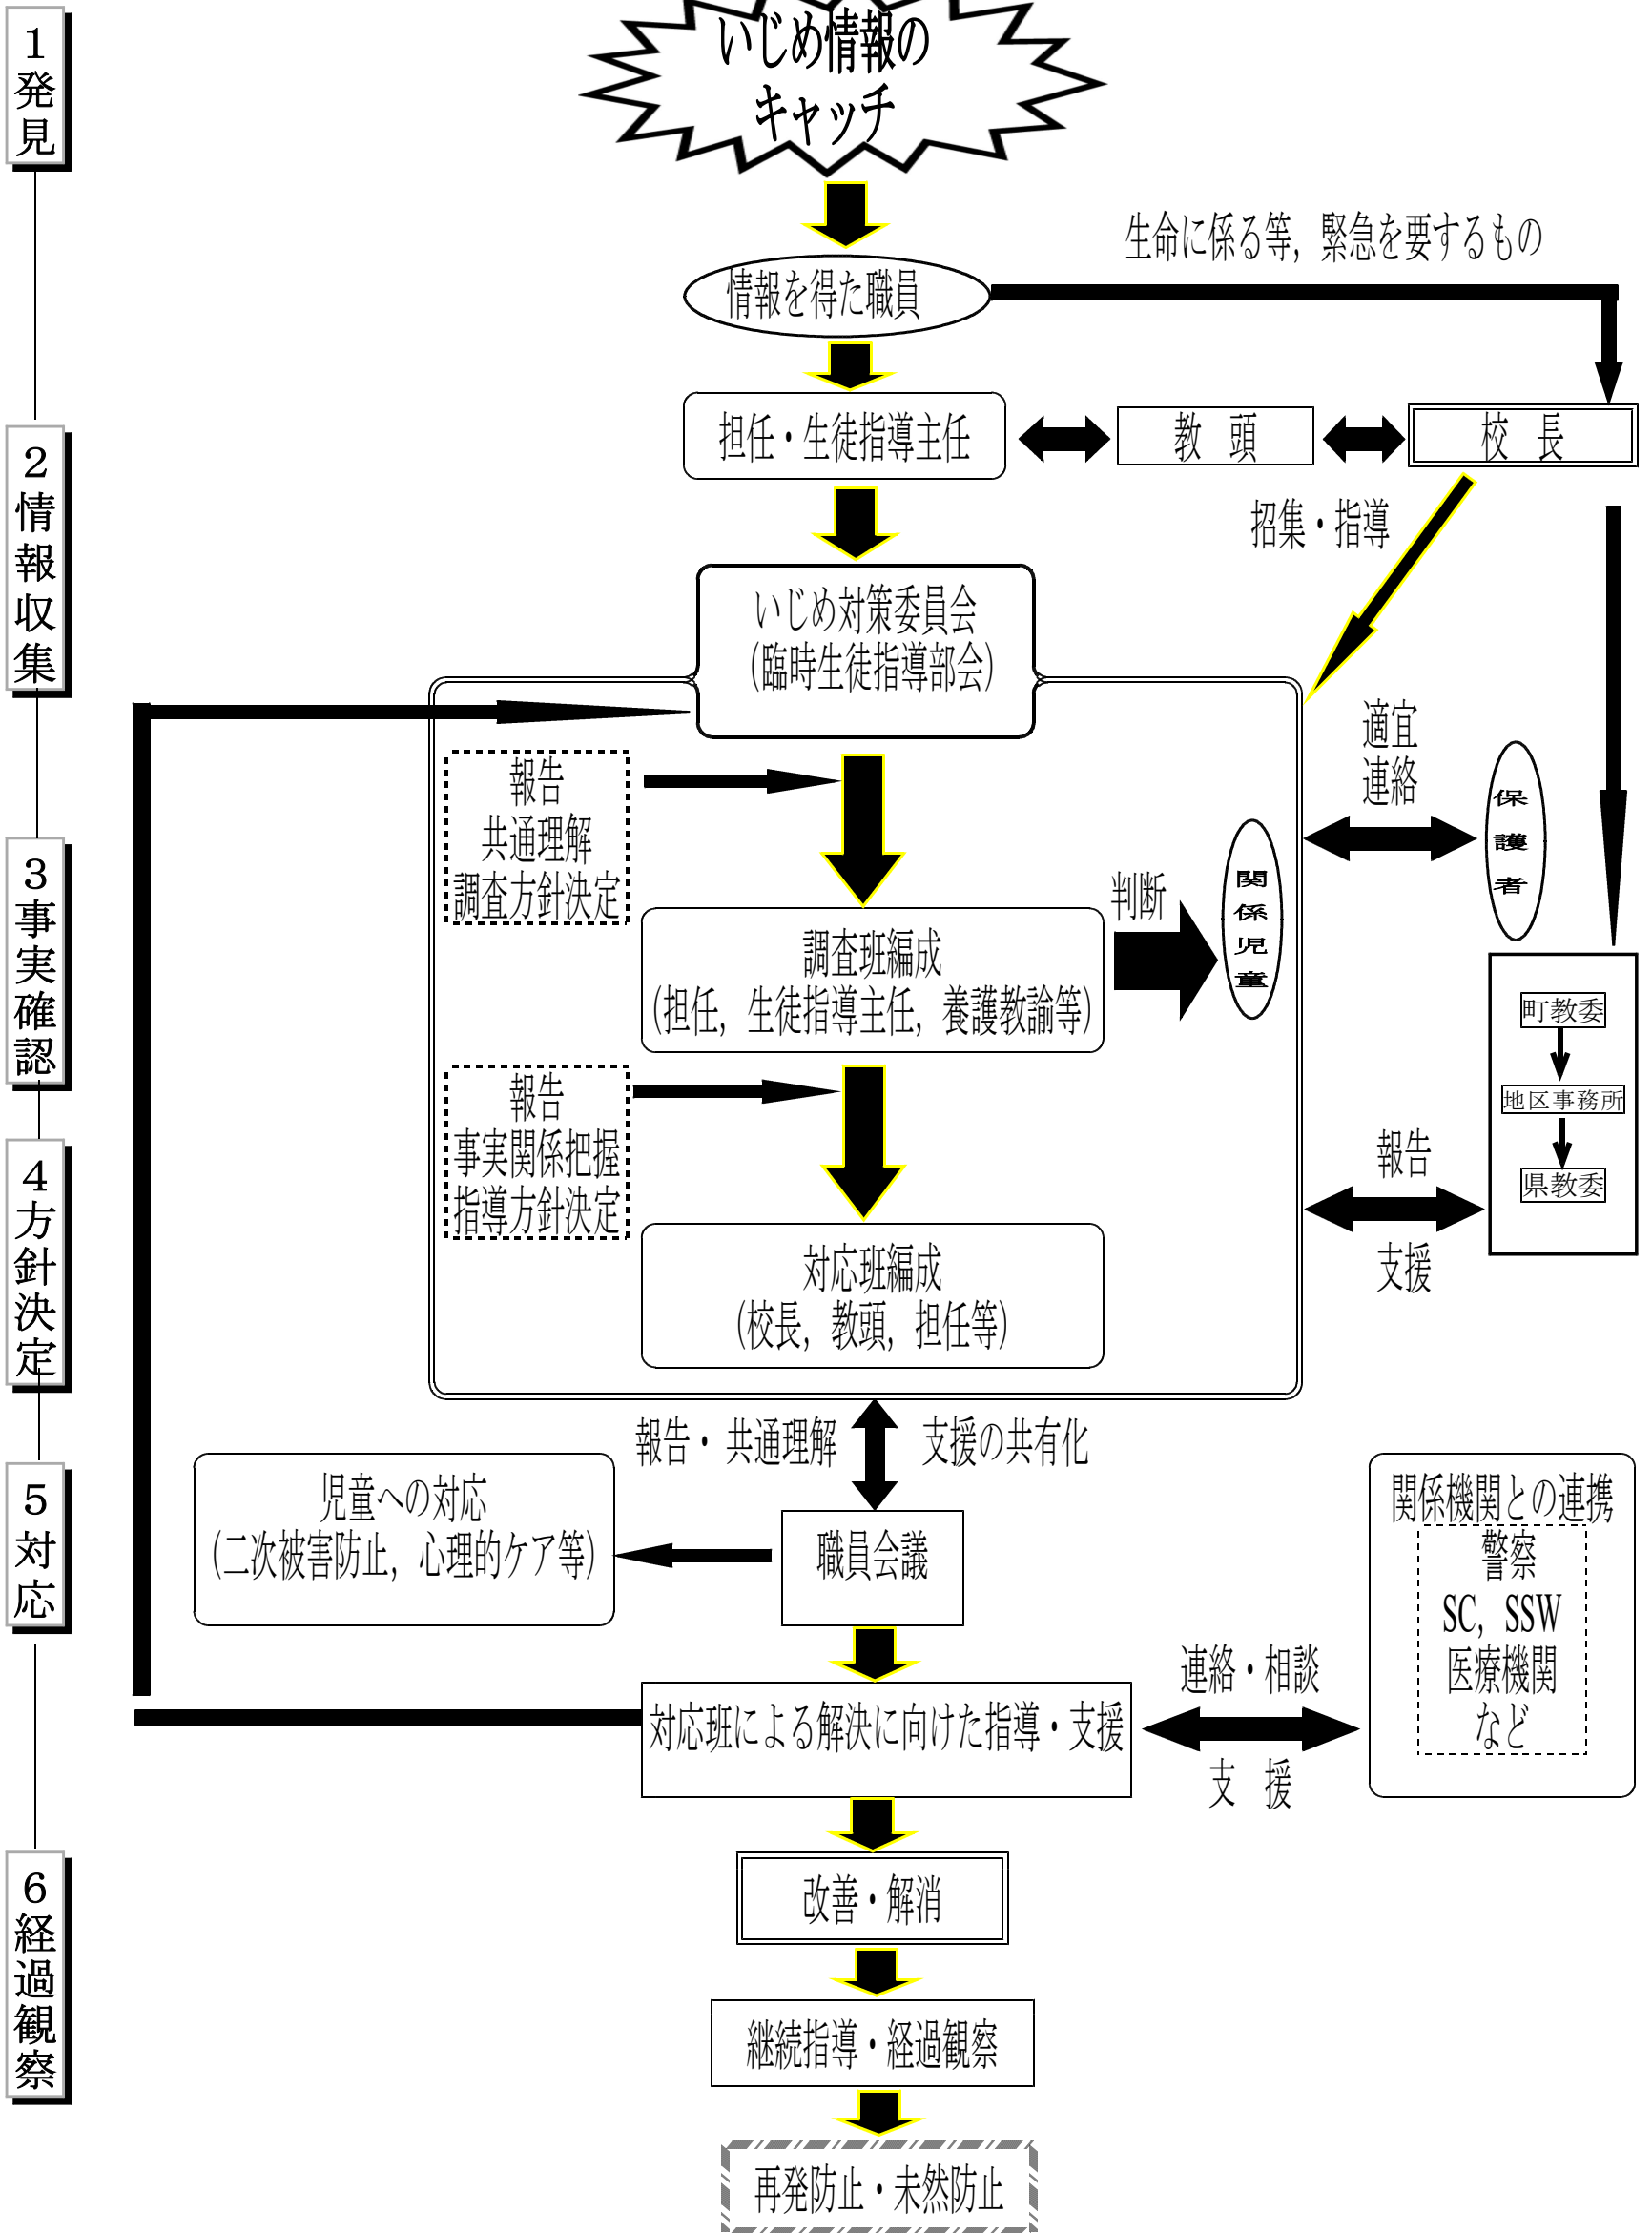 1発見
いじめ情報の
キャッチ
生命に係る等，緊急を要するもの
情報を得た職員
担任・生徒指導主任
教　頭
校　長
2情報収集
招集・指導
いじめ対策委員会
(臨時生徒指導部会)
適宜
連絡
保護者
報告
共通理解
調査方針決定
3事実確認
判断
関係児童
調査班編成
(担任，生徒指導主任，養護教諭等)
町教委
地区事務所
県教委
報告
事実関係把握
指導方針決定
4方針決定
報告
支援
対応班編成
(校長，教頭，担任等)
報告・共通理解
支援の共有化
5対応
児童への対応
(二次被害防止，心理的ケア等)
職員会議
関係機関との連携
警察
SC，SSW
医療機関
など
連絡・相談
支　援
対応班による解決に向けた指導・支援
6経過観察
改善・解消
継続指導・経過観察
再発防止・未然防止